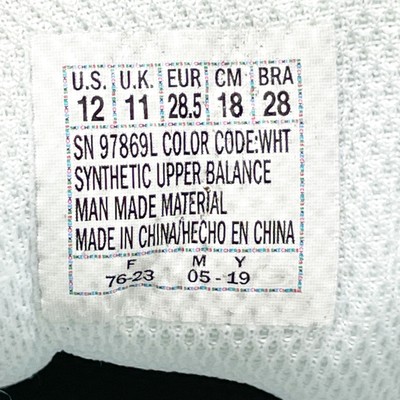 U.S. U.K. EUR CM BRA
12 11 28.5 18 28
SN 97869L COLOR CODE:WHT
SYNTHETIC UPPER BALANCE
MAN MADE MATERIAL
MADE IN CHINA/HECHO EN CHINA
F M Y
76-23 05-19